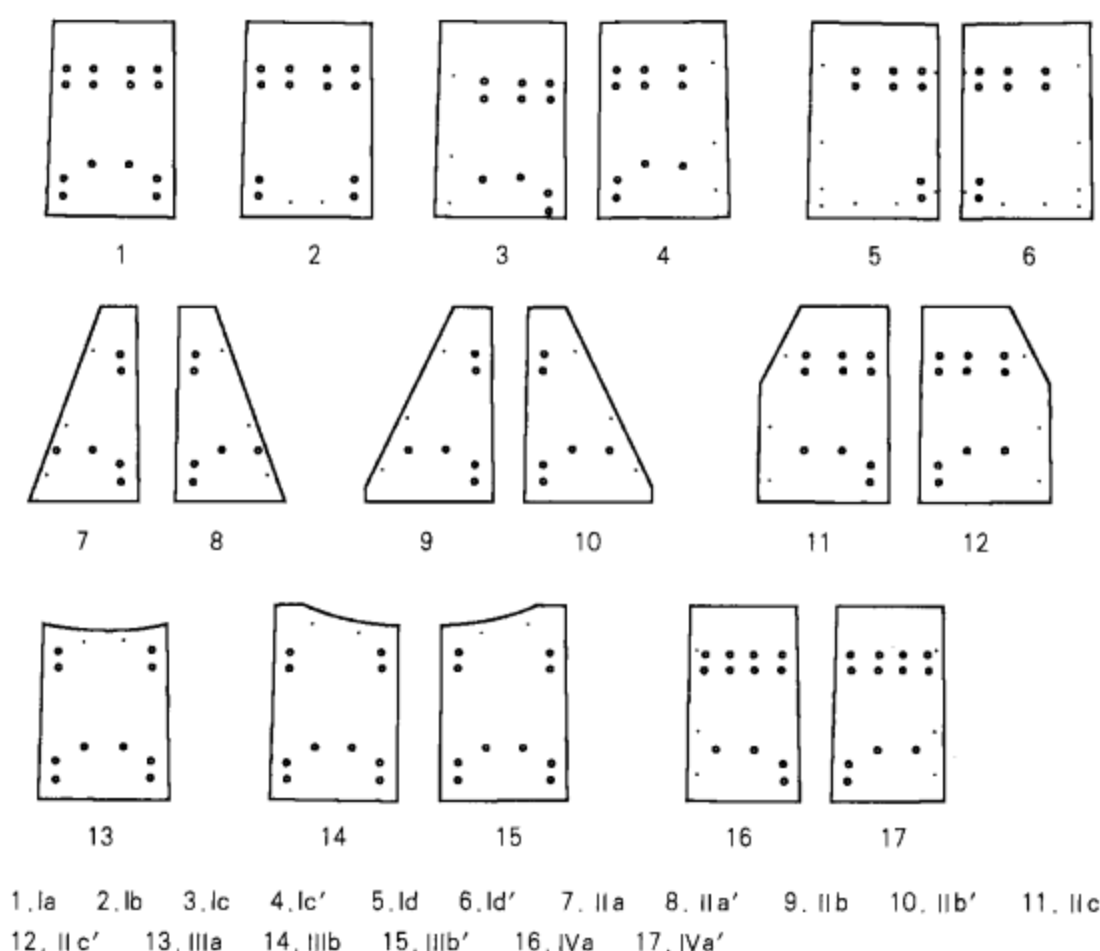 1 2 3 4 5 6
7 8 9 10 11 12
13 14 15 16 17
1.Ia 2.Ib 3.Ic 4.Ic′ 5.Id 6.Id′ 7.IIa 8.IIa′ 9.IIb 10.IIb′ 11.IIc
12.IIc′ 13.IIIa 14.IIIb 15.IIIb′ 16.IVa 17.IVa′